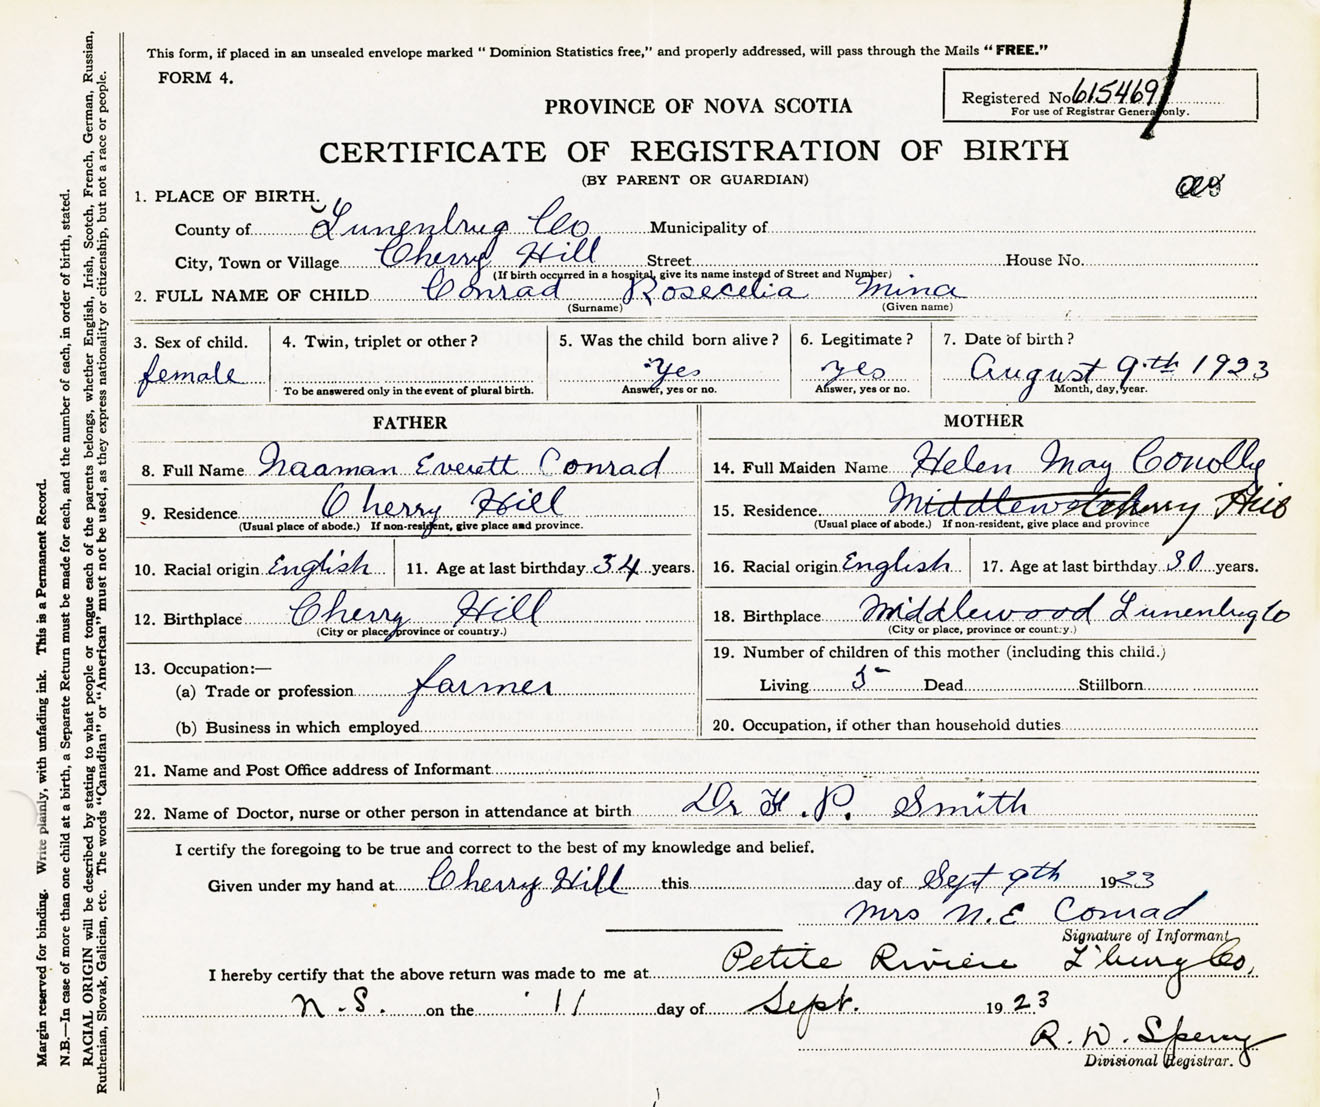 This form, if placed in an unsealed envelope marked "Dominion Statistics free," and properly addressed, will pass through the Mails "FREE."
FORM 4.
Registered No. 615469
For use of Registrar General only.
PROVINCE OF NOVA SCOTIA
CERTIFICATE OF REGISTRATION OF BIRTH
(BY PARENT OR GUARDIAN)
1. PLACE OF BIRTH.
County of Lunenbrug Co Municipality of
City, Town or Village Cherry Hill Street House No.
(If birth occurred in a hospital, give its name instead of Street and Number)
2. FULL NAME OF CHILD Conrad Rosecelia Mina
(Surname) (Given name)
3. Sex of child. 4. Twin, triplet or other? 5. Was the child born alive? 6. Legitimate? 7. Date of birth?
female Yes yes August 9th 1923
To be answered only in the event of plural birth. Answer, yes or no. Answer, yes or no. Month, day, year.
FATHER
8. Full Name Naaman Everett Conrad
9. Residence Cherry Hill
(Usual place of abode.) If non-resident, give place and province.
10. Racial origin English 11. Age at last birthday 34 years.
12. Birthplace Cherry Hill
(City or place, province or country.)
13. Occupation:—
(a) Trade or profession farmer
(b) Business in which employed
MOTHER
14. Full Maiden Name Helen May Conolly
15. Residence. Cherry Hill
(Usual place of abode.) If non-resident, give place and province
16. Racial origin English 17. Age at last birthday 30 years.
18. Birthplace Middlewood Lunenbug Co
(City or place, province or country.)
19. Number of children of this mother (including this child.)
Living 5 Dead Stillborn
20. Occupation, if other than household duties
21. Name and Post Office address of Informant
22. Name of Doctor, nurse or other person in attendance at birth Dr H. P. Smith
I certify the foregoing to be true and correct to the best of my knowledge and belief.
Given under my hand at Cherry Hill this day of Sept 9th 1923
Mrs N. E Conrad
Signature of Informant
I hereby certify that the above return was made to me at Petite Riviere L'burg Co,
N.S. on the 11 day of Sept. 1923
R. D. Sperry
Divisional Registrar.
Margin reserved for binding. Write plainly, with unfading ink. This is a Permanent Record.
N.B.—In case of more than one child at a birth, a Separate Return must be made for each, and the number of each, in order of birth, stated.
RACIAL ORIGIN will be described by stating to what people or tongue each of the parents belongs, whether English, Irish, Scotch, French, German, Russian,
Ruthenian, Slovak, Galician, etc. The words "Canadian" or "American" must not be used, as they express nationality or citizenship, but not a race or people.